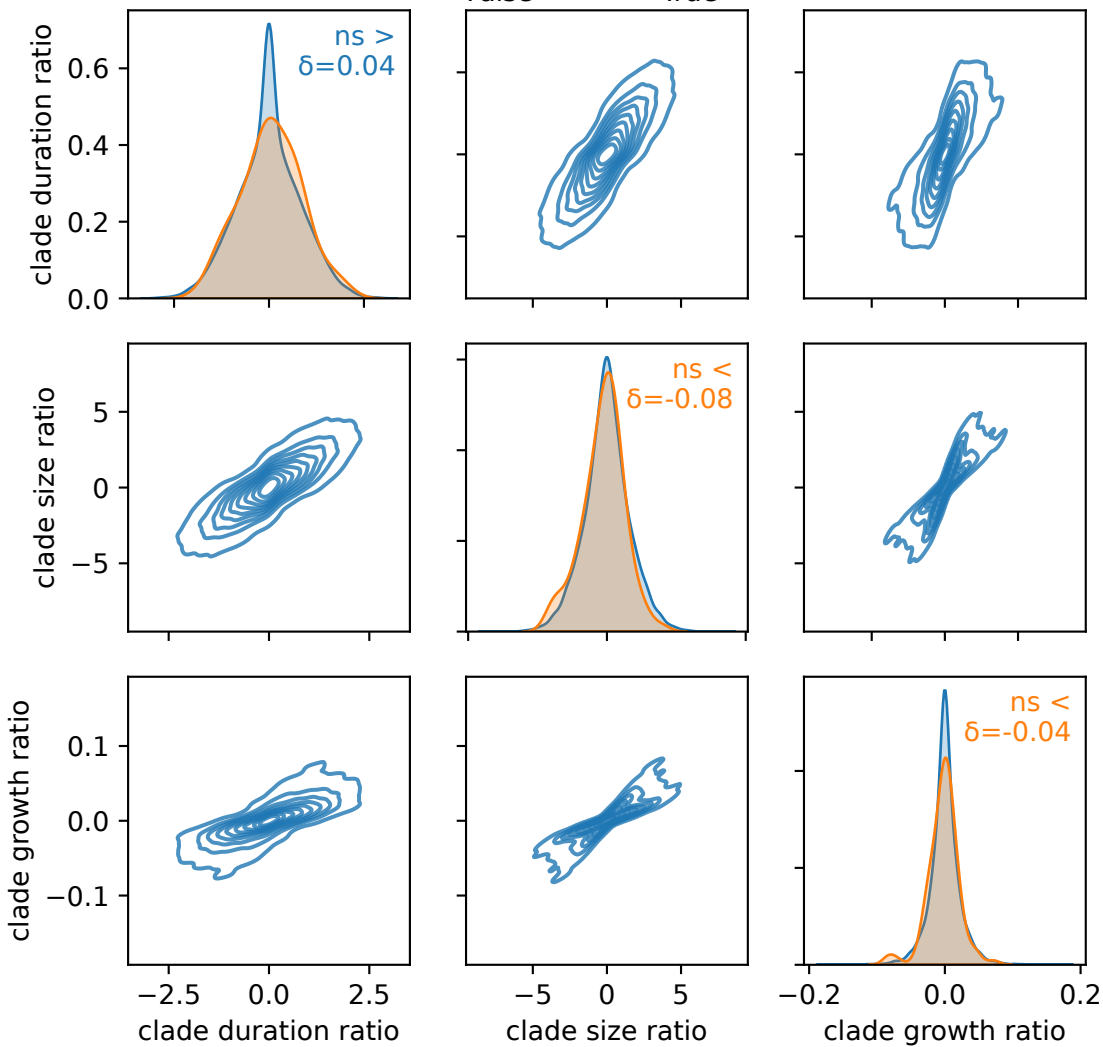 clade duration ratio
0.6
0.4
0.2
0.0
ns >
δ=0.04
clade size ratio
5
0
−5
ns <
δ=-0.08
clade growth ratio
0.1
0.0
−0.1
ns <
δ=-0.04
−2.5 0.0 2.5
clade duration ratio
−5 0 5
clade size ratio
−0.2 0.0 0.2
clade growth ratio